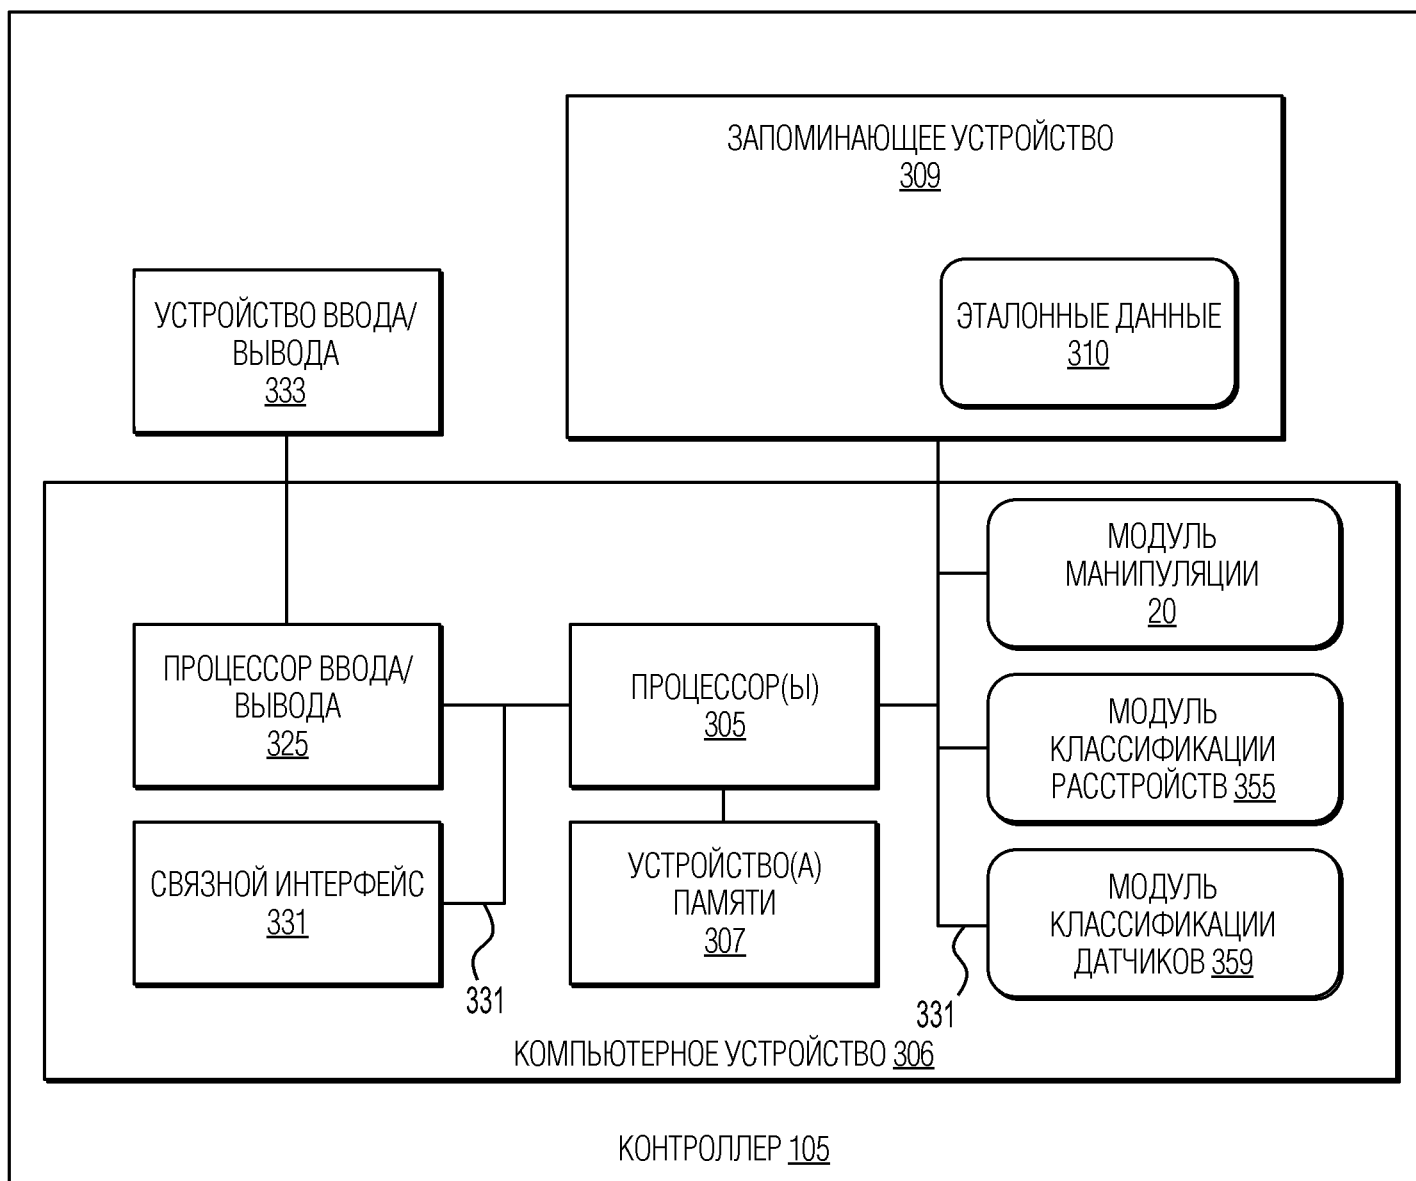 ЗАПОМИНАЮЩЕЕ УСТРОЙСТВО
309
ЭТАЛОННЫЕ ДАННЫЕ
310
УСТРОЙСТВО ВВОДА/
ВЫВОДА
333
МОДУЛЬ
МАНИПУЛЯЦИИ
20
ПРОЦЕССОР ВВОДА/
ВЫВОДА
325
ПРОЦЕССОР(Ы)
305
МОДУЛЬ
КЛАССИФИКАЦИИ
РАССТРОЙСТВ 355
СВЯЗНОЙ ИНТЕРФЕЙС
331
331
УСТРОЙСТВО(А)
ПАМЯТИ
307
МОДУЛЬ
КЛАССИФИКАЦИИ
ДАТЧИКОВ 359
331
КОМПЬЮТЕРНОЕ УСТРОЙСТВО 306
КОНТРОЛЛЕР 105